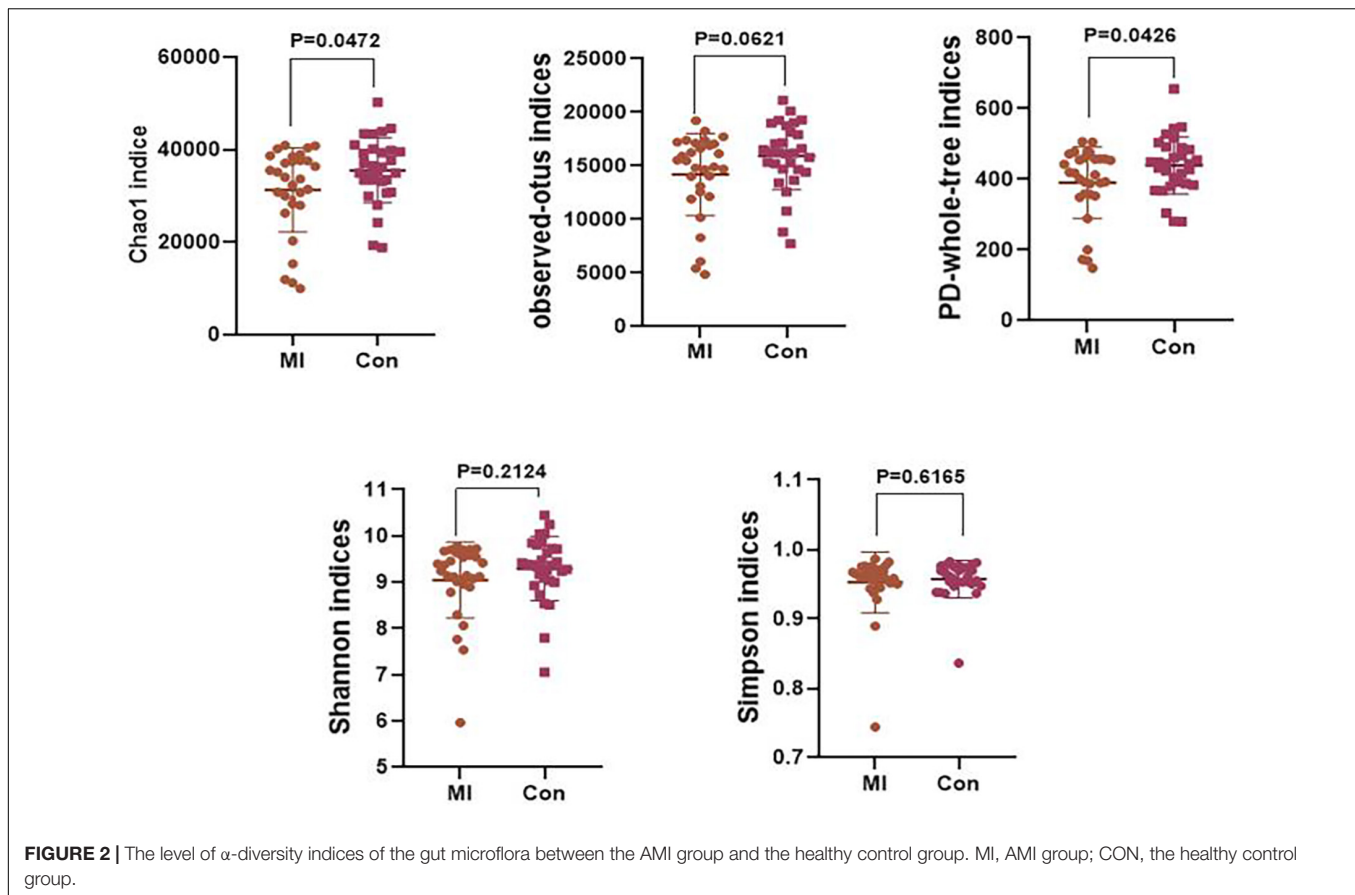 P=0.0472
60000
40000
20000
0
Chao1 indice
MI
Con
P=0.0621
25000
20000
15000
10000
5000
0
observed-otus indices
MI
Con
P=0.0426
800
600
400
200
0
PD-whole-tree indices
MI
Con
P=0.2124
11
10
9
8
7
6
5
Shannon indices
MI
Con
P=0.6165
1.1
1.0
0.9
0.8
0.7
Simpson indices
MI
Con
FIGURE 2 | The level of α-diversity indices of the gut microflora between the AMI group and the healthy control group. MI, AMI group; CON, the healthy control
group.